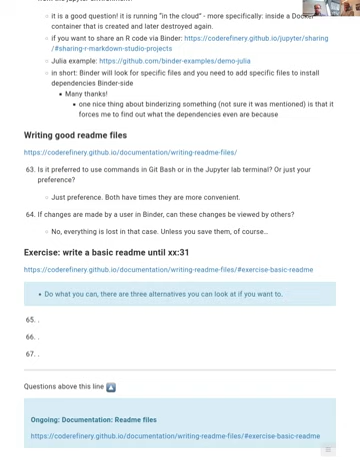 it is a good question! it is running "in the cloud" - more specifically: inside a Docker
container that is created and later destroyed again.
if you want to share an R code via Binder: https://coderefinery.github.io/jupyter/sharing
/#sharing-r-markdown-studio-projects
Julia example: https://github.com/binder-examples/demo-julia
in short: Binder will look for specific files and you need to add specific files to install
dependencies Binder-side
Many thanks!
one nice thing about binderizing something (not sure it was mentioned) is that it
forces me to find out what the dependencies even are because
Writing good readme files
https://coderefinery.github.io/documentation/writing-readme-files/
63. Is it preferred to use commands in Git Bash or in the Jupyter lab terminal? Or just your
preference?
Just preference. Both have times they are more convenient.
64. If changes are made by a user in Binder, can these changes be viewed by others?
No, everything is lost in that case. Unless you save them, of course...
Exercise: write a basic readme until xx:31
https://coderefinery.github.io/documentation/writing-readme-files/#exercise-basic-readme
Do what you can, there are three alternatives you can look at if you want to.
65. .
66. .
67. .
Questions above this line
Ongoing: Documentation: Readme files
https://coderefinery.github.io/documentation/writing-readme-files/#exercise-basic-readme